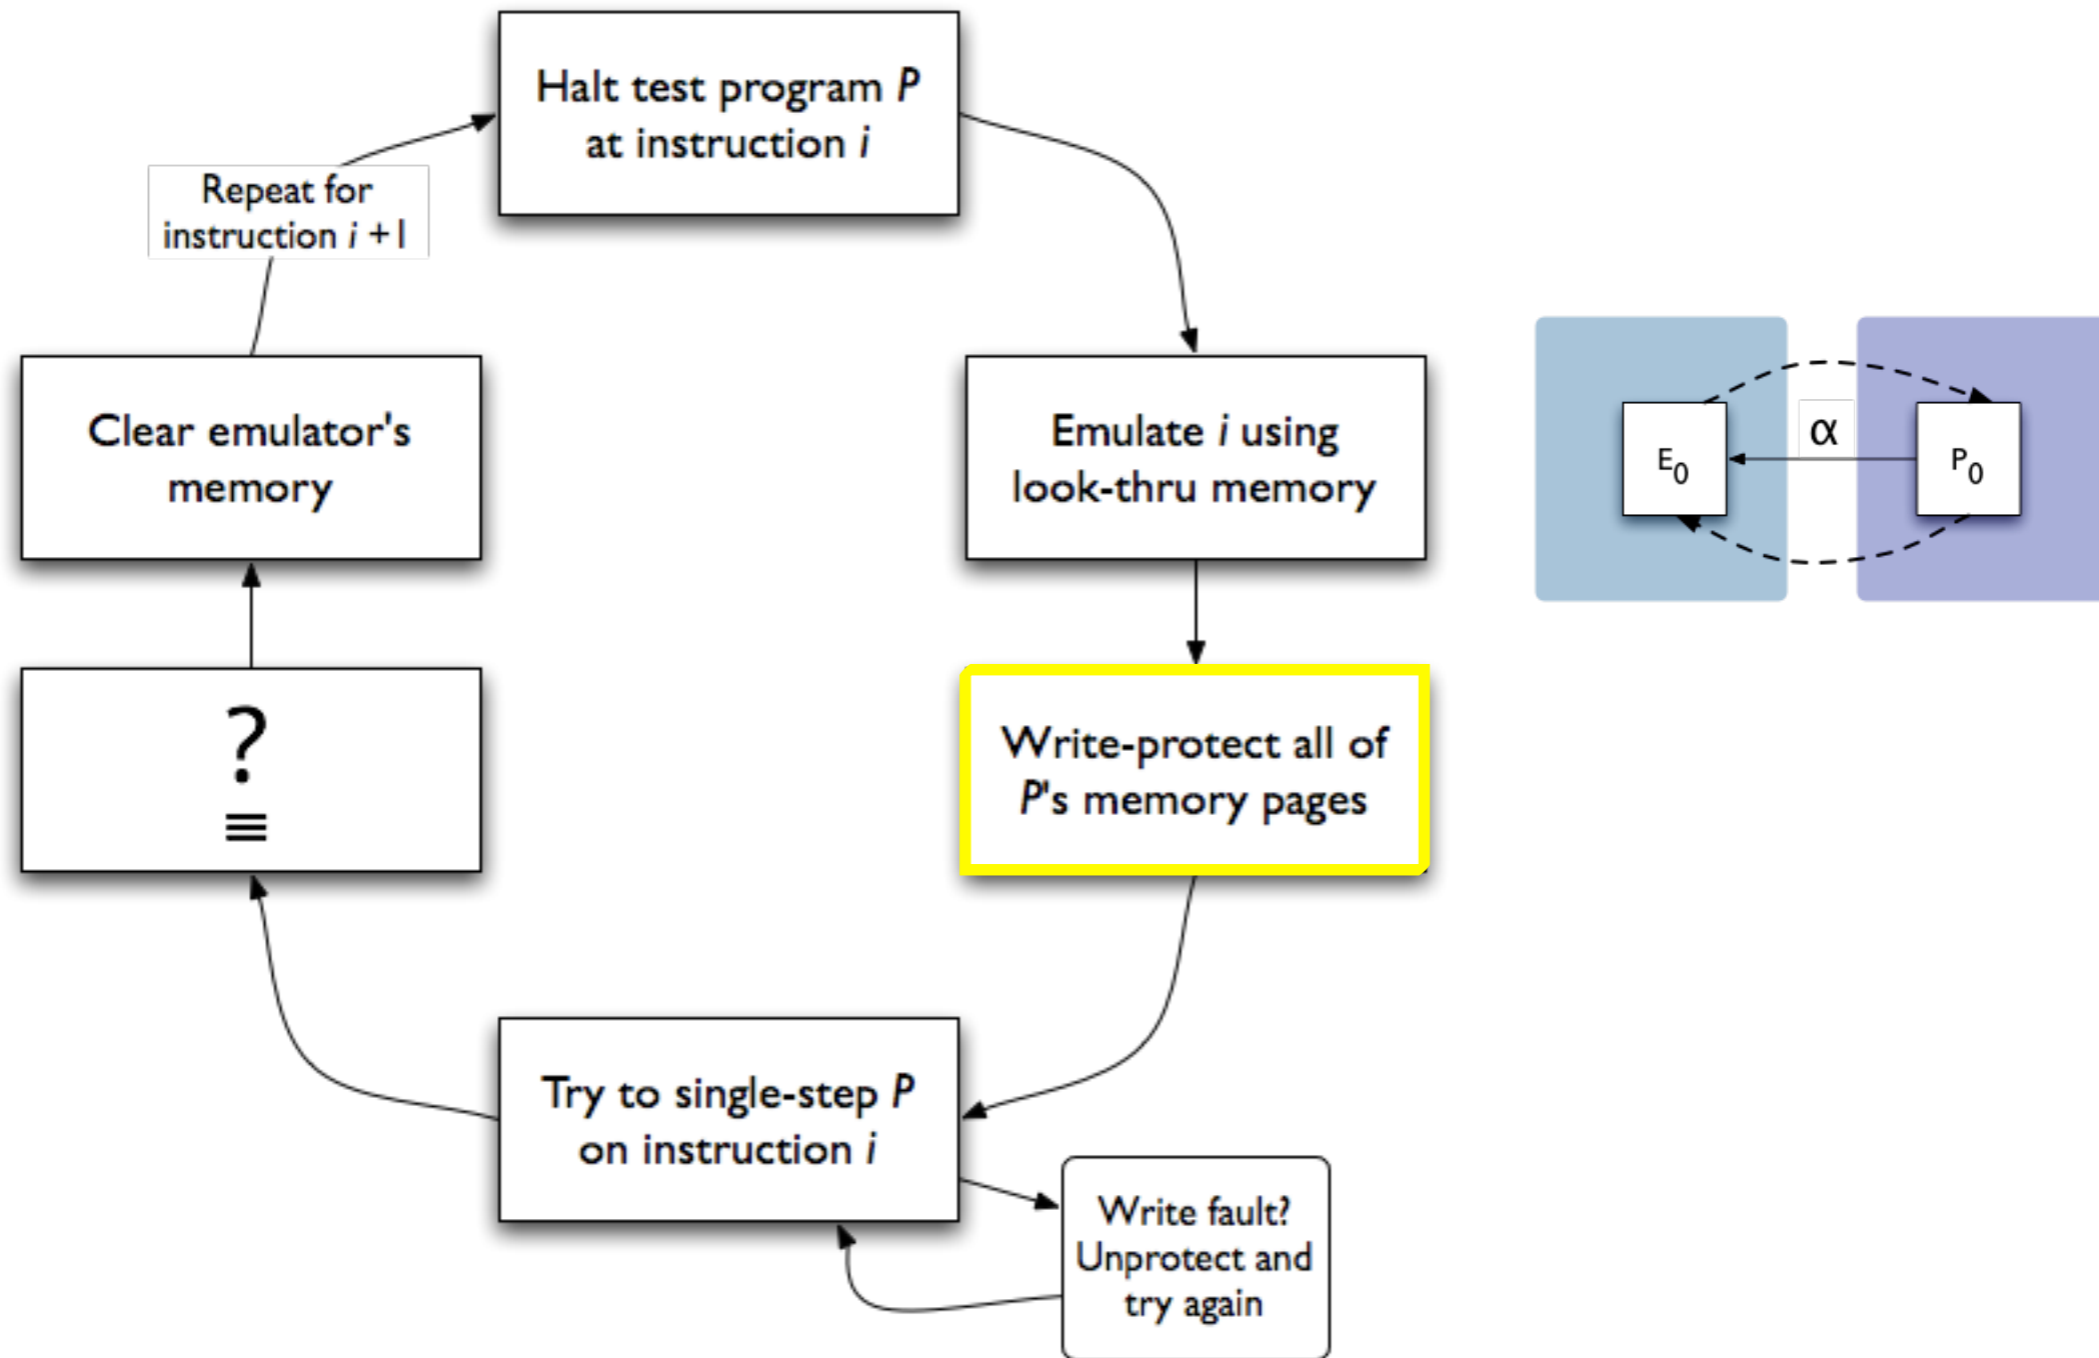 Halt test program P
at instruction i
Repeat for
instruction i +1
Clear emulator's
memory
Emulate i using
look-thru memory
E0
α
P0
?
≡
Write-protect all of
P's memory pages
Try to single-step P
on instruction i
Write fault?
Unprotect and
try again